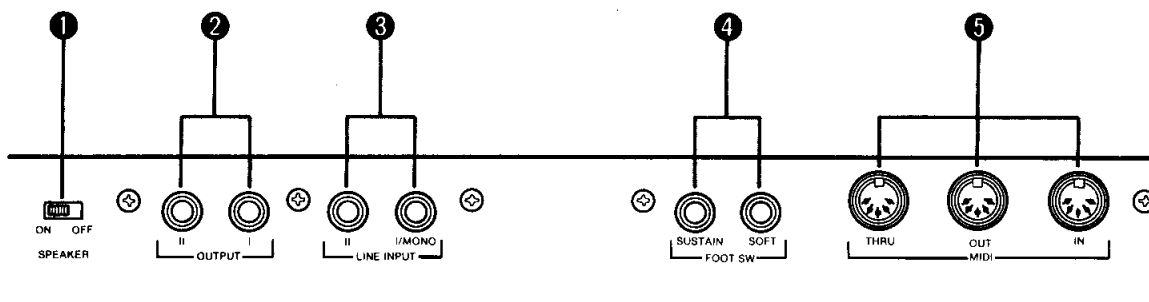 1 2 3 4 5
ON OFF
SPEAKER
II I
OUTPUT
II I/MONO
LINE INPUT
SUSTAIN SOFT
FOOT SW
THRU OUT IN
MIDI